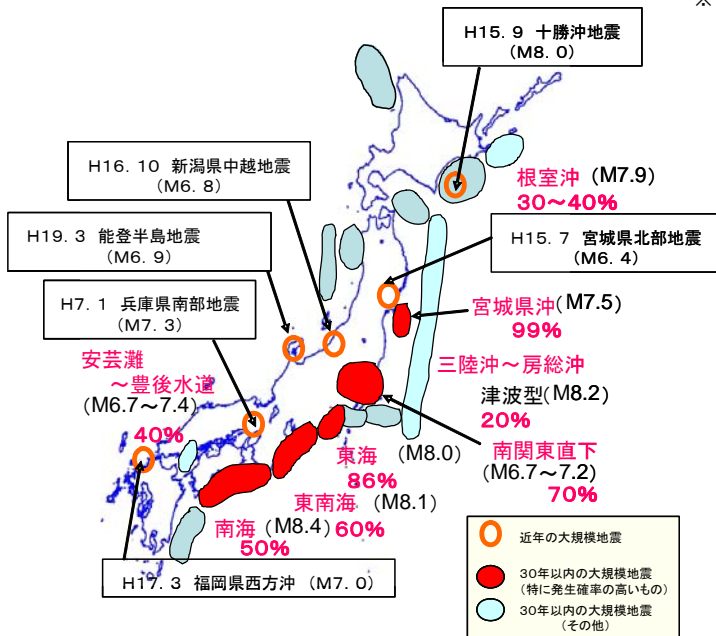 ※
H15.9 十勝沖地震
(M8.0)
H16.10 新潟県中越地震
(M6.8)
根室沖 (M7.9)
30～40%
H19.3 能登半島地震
(M6.9)
H15.7 宮城県北部地震
(M6.4)
H7.1 兵庫県南部地震
(M7.3)
宮城県沖(M7.5)
99%
安芸灘
～豊後水道
(M6.7～7.4)
40%
三陸沖～房総沖
津波型(M8.2)
20%
南関東直下
(M6.7～7.2)
70%
東海 (M8.0)
86%
東南海 (M8.1)
60%
南海 (M8.4)
50%
H17.3 福岡県西方沖 (M7.0)
近年の大規模地震
30年以内の大規模地震
(特に発生確率の高いもの)
30年以内の大規模地震
(その他)